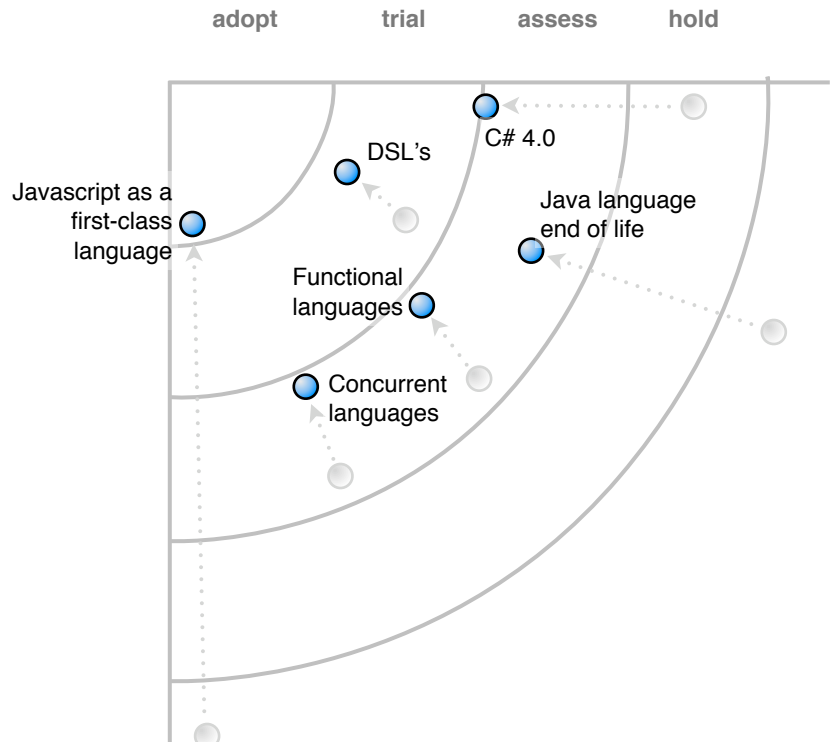 adopt trial assess hold
C# 4.0
DSL's
Javascript as a
first-class
language
Java language
end of life
Functional
languages
Concurrent
languages